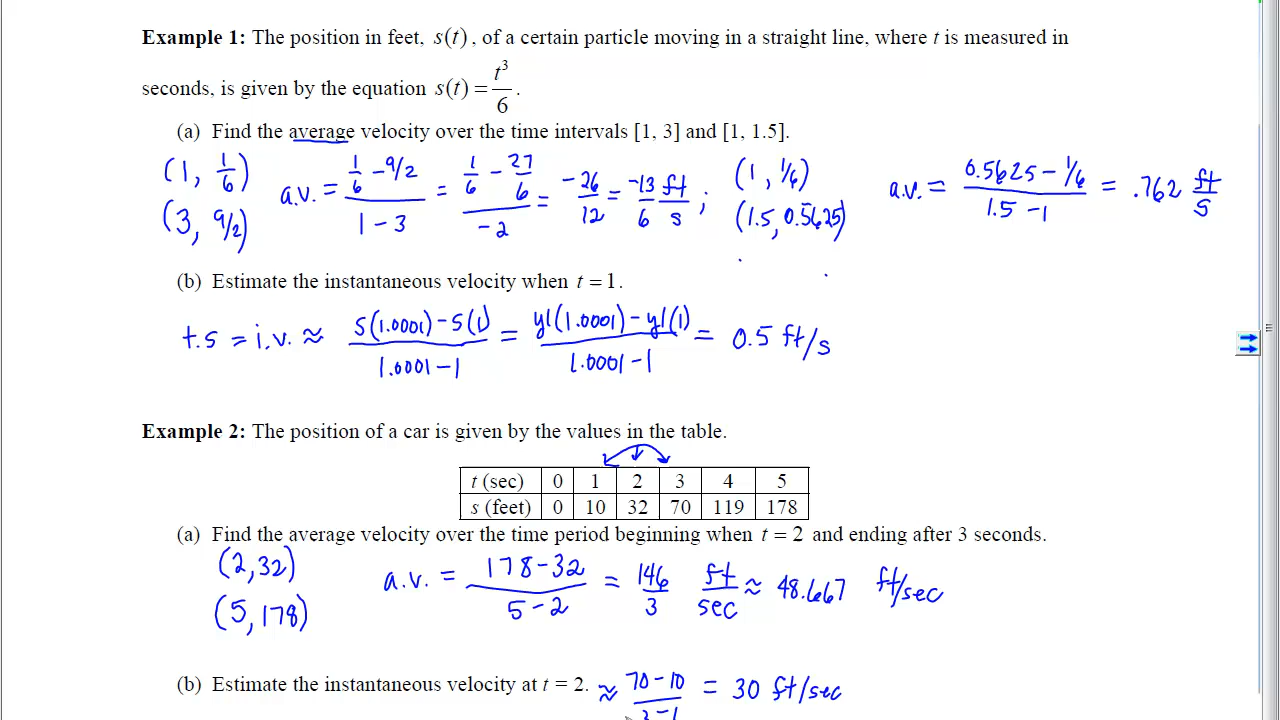 Example 1: The position in feet, s(t), of a certain particle moving in a straight line, where t is measured in
seconds, is given by the equation s(t) = t³/6.
(a) Find the average velocity over the time intervals [1, 3] and [1, 1.5].
(1, 1/6) (3, 9/2) a.v. = (1/6 - 9/2)/(1 - 3) = (1/6 - 27/6)/(-2) = -26/12 = -13/6 ft/s ; (1, 1/6) (1.5, 0.5625) a.v. = (0.5625 - 1/6)/(1.5 - 1) = .762 ft/s
(b) Estimate the instantaneous velocity when t = 1.
t.s = i.v. ≈ (s(1.0001) - s(1))/(1.0001 - 1) = (y1(1.0001) - y1(1))/(1.0001 - 1) = 0.5 ft/s
Example 2: The position of a car is given by the values in the table.
t (sec) 0 1 2 3 4 5
s (feet) 0 10 32 70 119 178
(a) Find the average velocity over the time period beginning when t = 2 and ending after 3 seconds.
(2, 32) (5, 178) a.v. = (178 - 32)/(5 - 2) = 146/3 ft/sec ≈ 48.667 ft/sec
(b) Estimate the instantaneous velocity at t = 2. ≈ (70 - 10)/(3 - 1) = 30 ft/sec